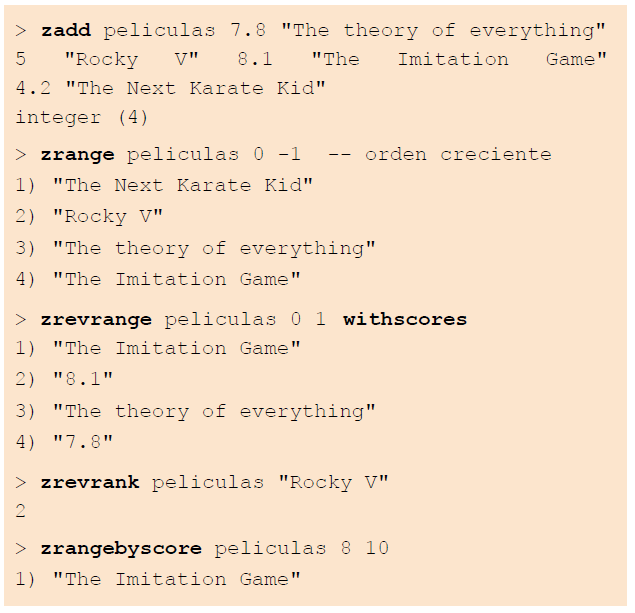 > zadd peliculas 7.8 "The theory of everything"
5 "Rocky V" 8.1 "The Imitation Game"
4.2 "The Next Karate Kid"
integer (4)
> zrange peliculas 0 -1 -- orden creciente
1) "The Next Karate Kid"
2) "Rocky V"
3) "The theory of everything"
4) "The Imitation Game"
> zrevrange peliculas 0 1 withscores
1) "The Imitation Game"
2) "8.1"
3) "The theory of everything"
4) "7.8"
> zrevrank peliculas "Rocky V"
2
> zrangebyscore peliculas 8 10
1) "The Imitation Game"